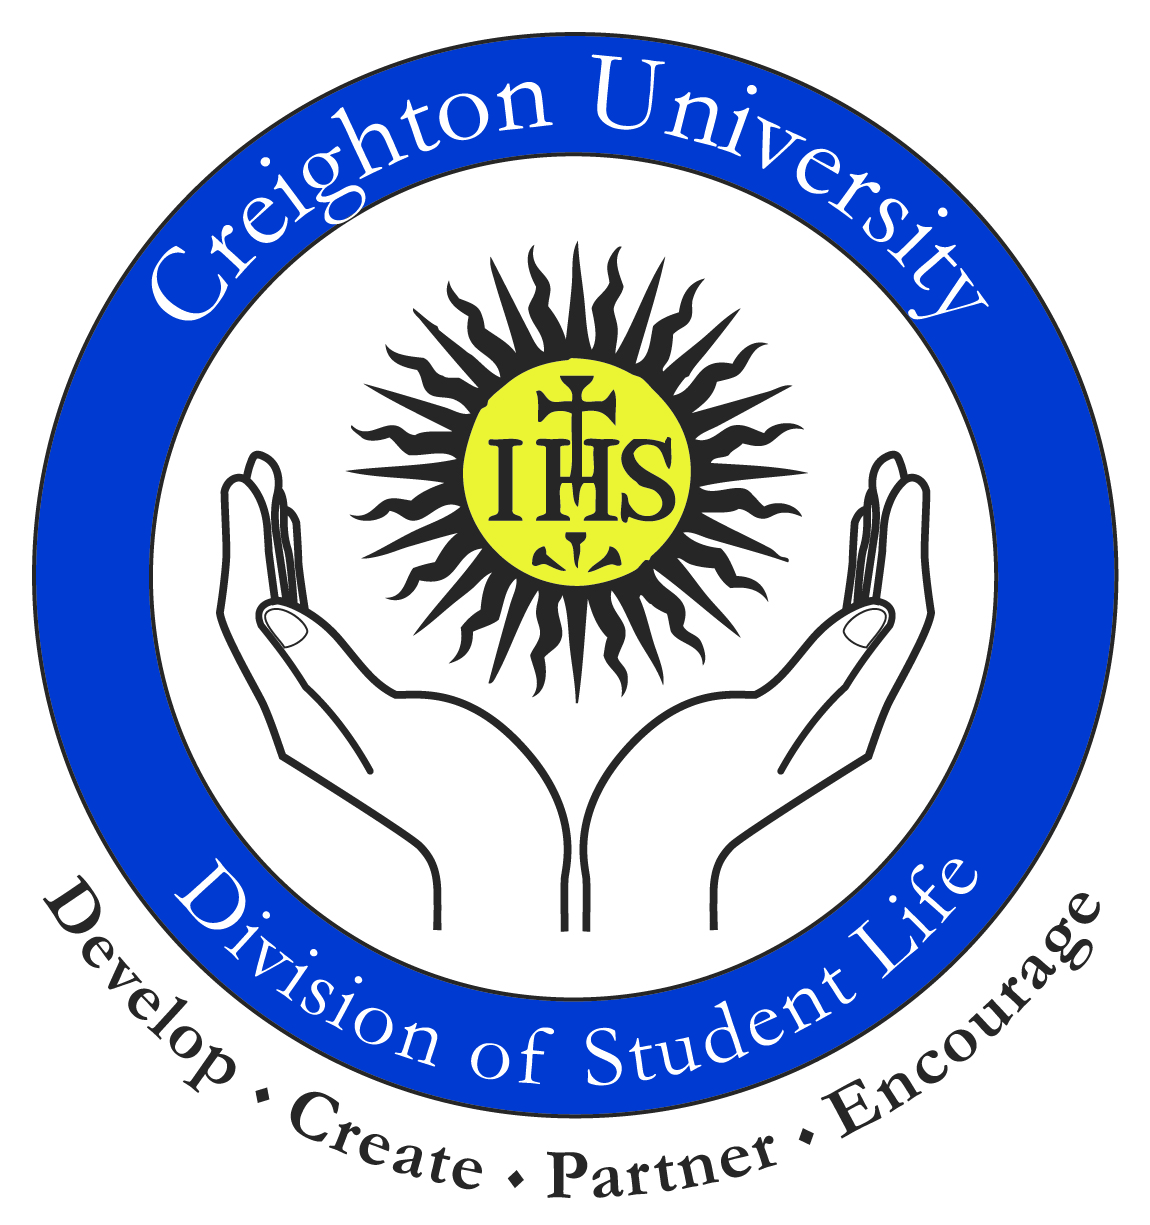 Creighton University
IHS
Division of Student Life
Develop ⬩ Create ⬩ Partner ⬩ Encourage